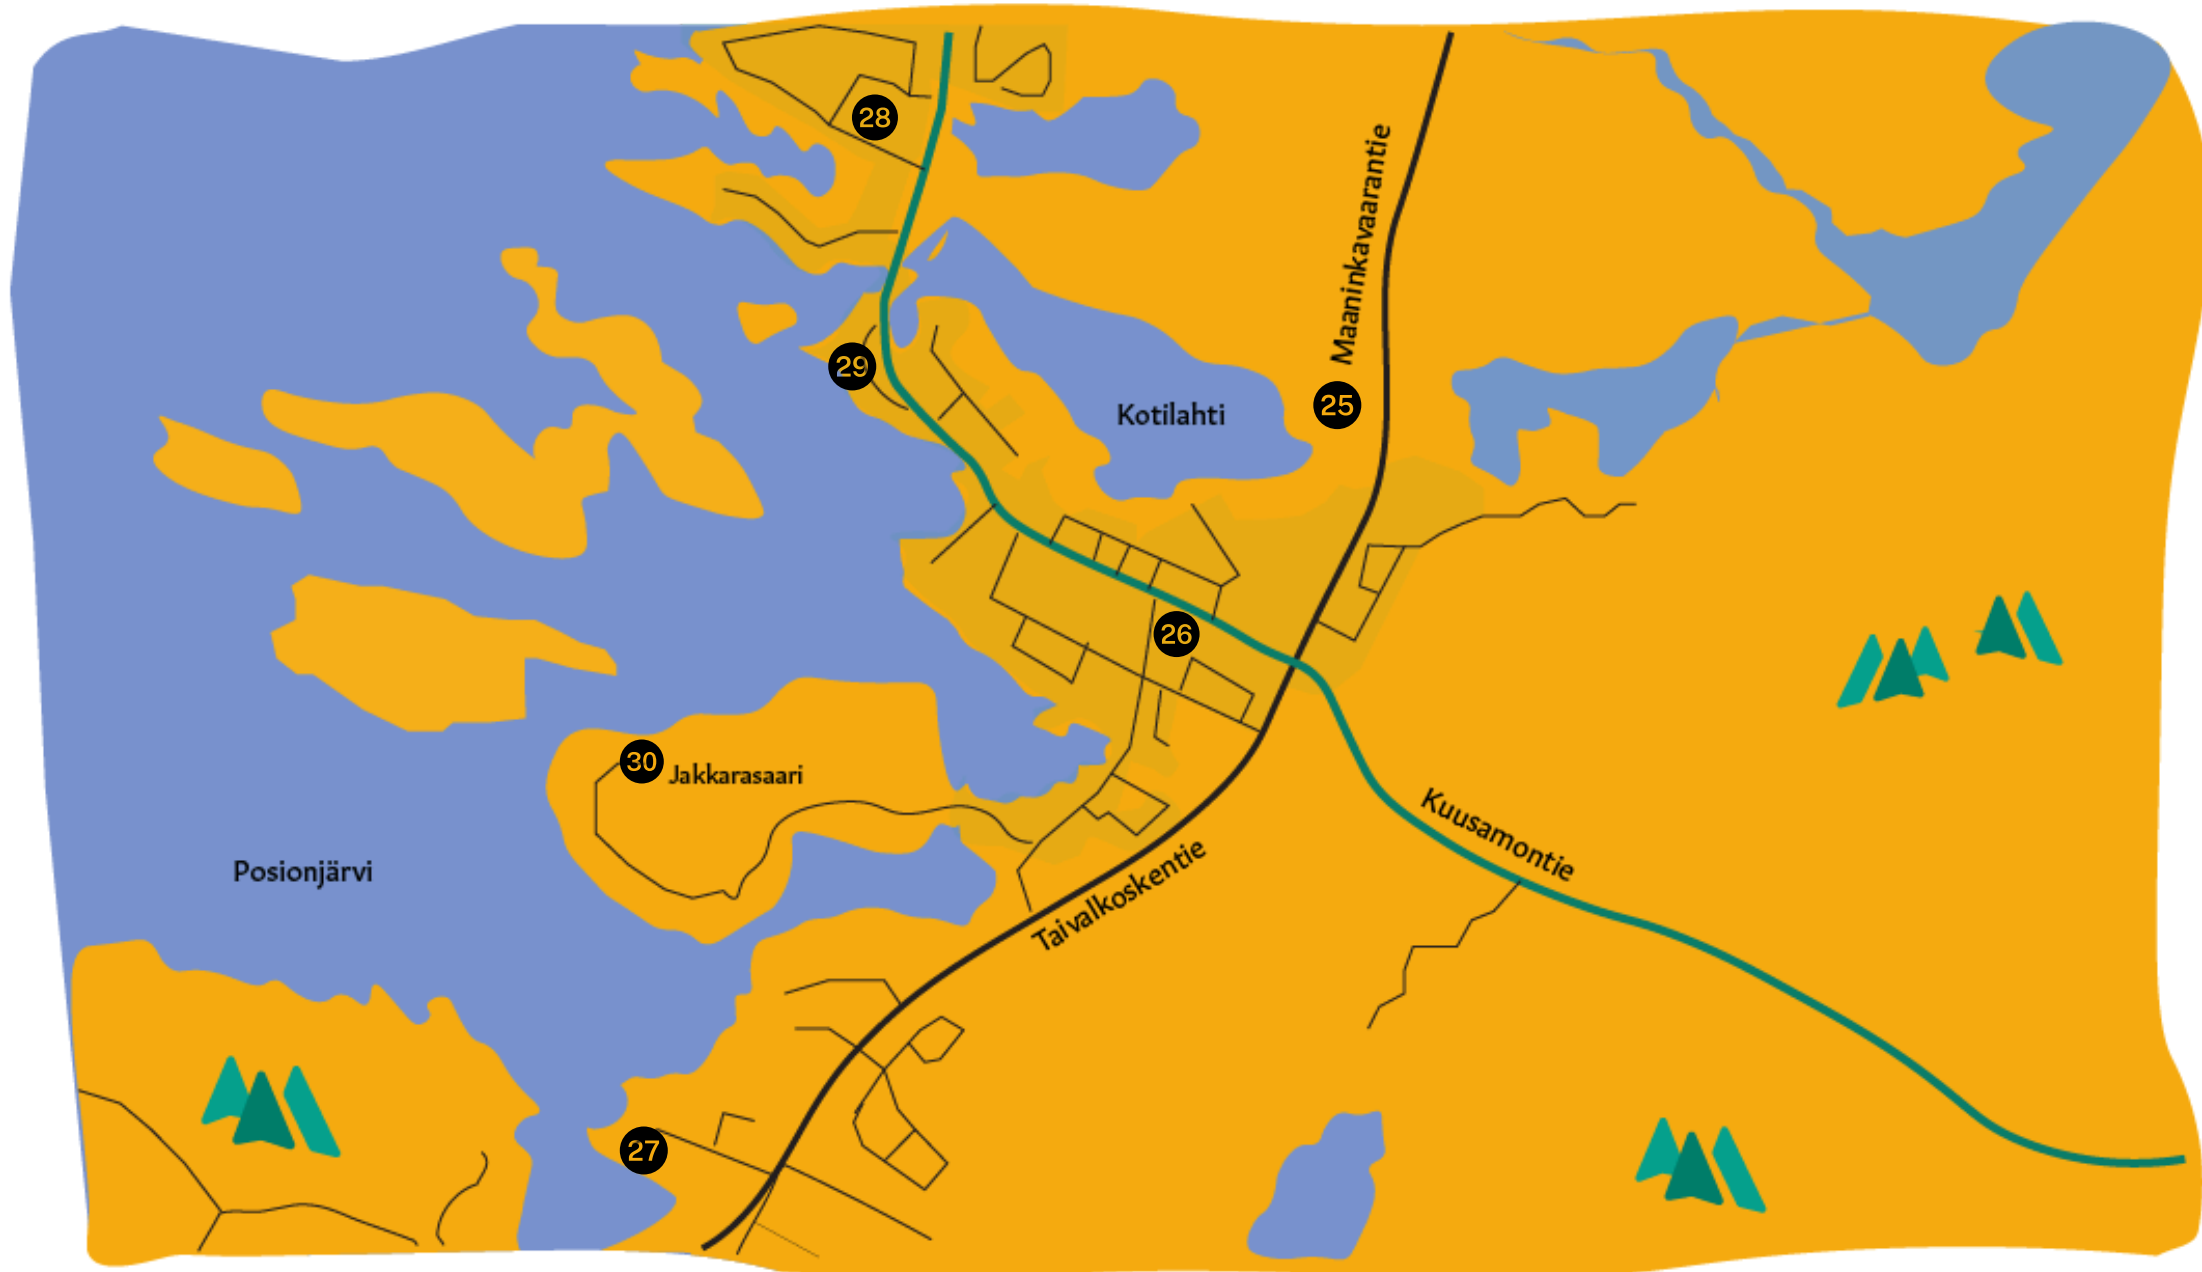 28
Maaninkavaarantie
29
25
Kotilahti
26
30
Jakkarasaari
Kuusamontie
Taivalkoskentie
Posionjärvi
27